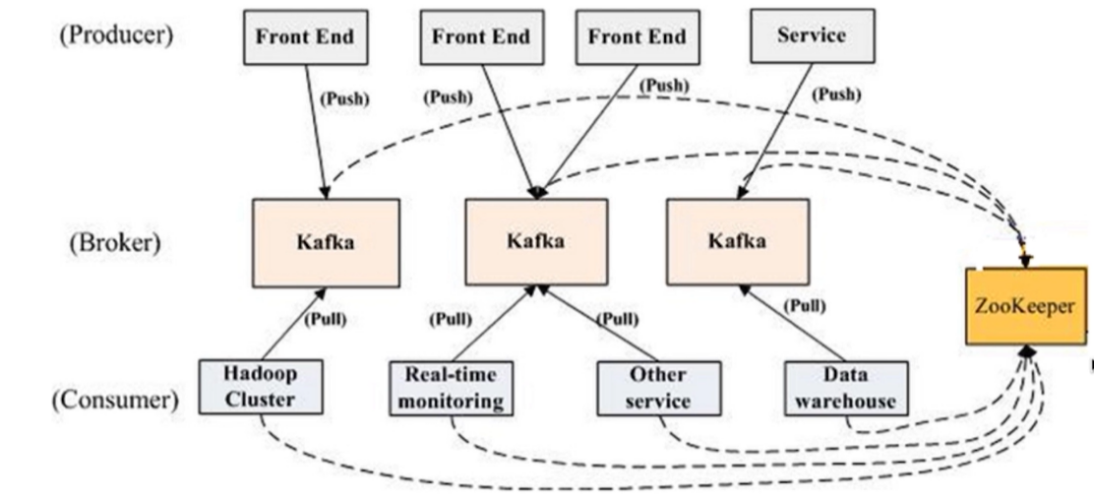 (Producer)
Front End
Front End
Front End
Service
(Push)
(Push)
(Push)
(Push)
(Broker)
Kafka
Kafka
Kafka
ZooKeeper
(Pull)
(Pull)
(Pull)
(Pull)
(Consumer)
Hadoop
Cluster
Real-time
monitoring
Other
service
Data
warehouse